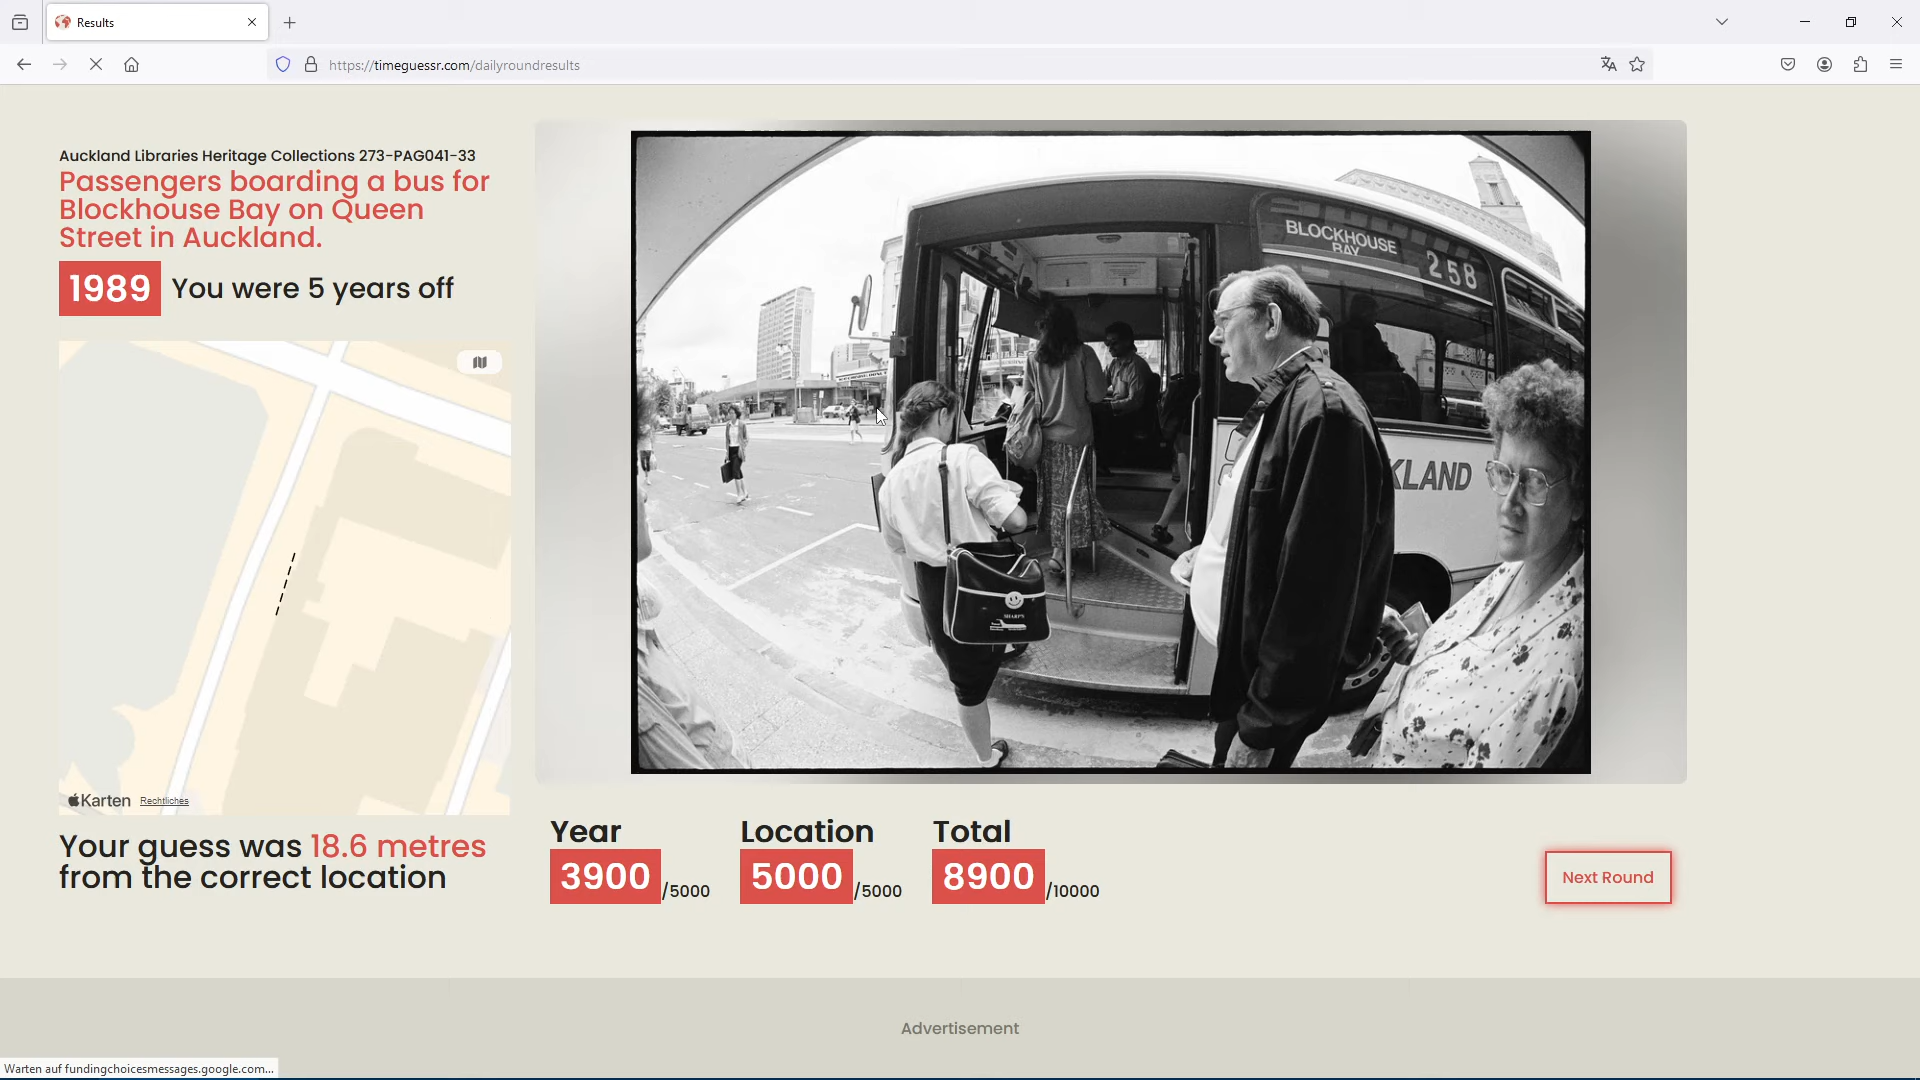 Results
https://timeguessr.com/dailyroundresults
Auckland Libraries Heritage Collections 273-PAG041-33
Passengers boarding a bus for
Blockhouse Bay on Queen
Street in Auckland.
1989 You were 5 years off
BLOCKHOUSE
BAY
258
KLAND
SHARP'S
Karten Rechtliches
Your guess was 18.6 metres
from the correct location
Year Location Total
3900/5000 5000/5000 8900/10000
Next Round
Advertisement
Warten auf fundingchoicesmessages.google.com...